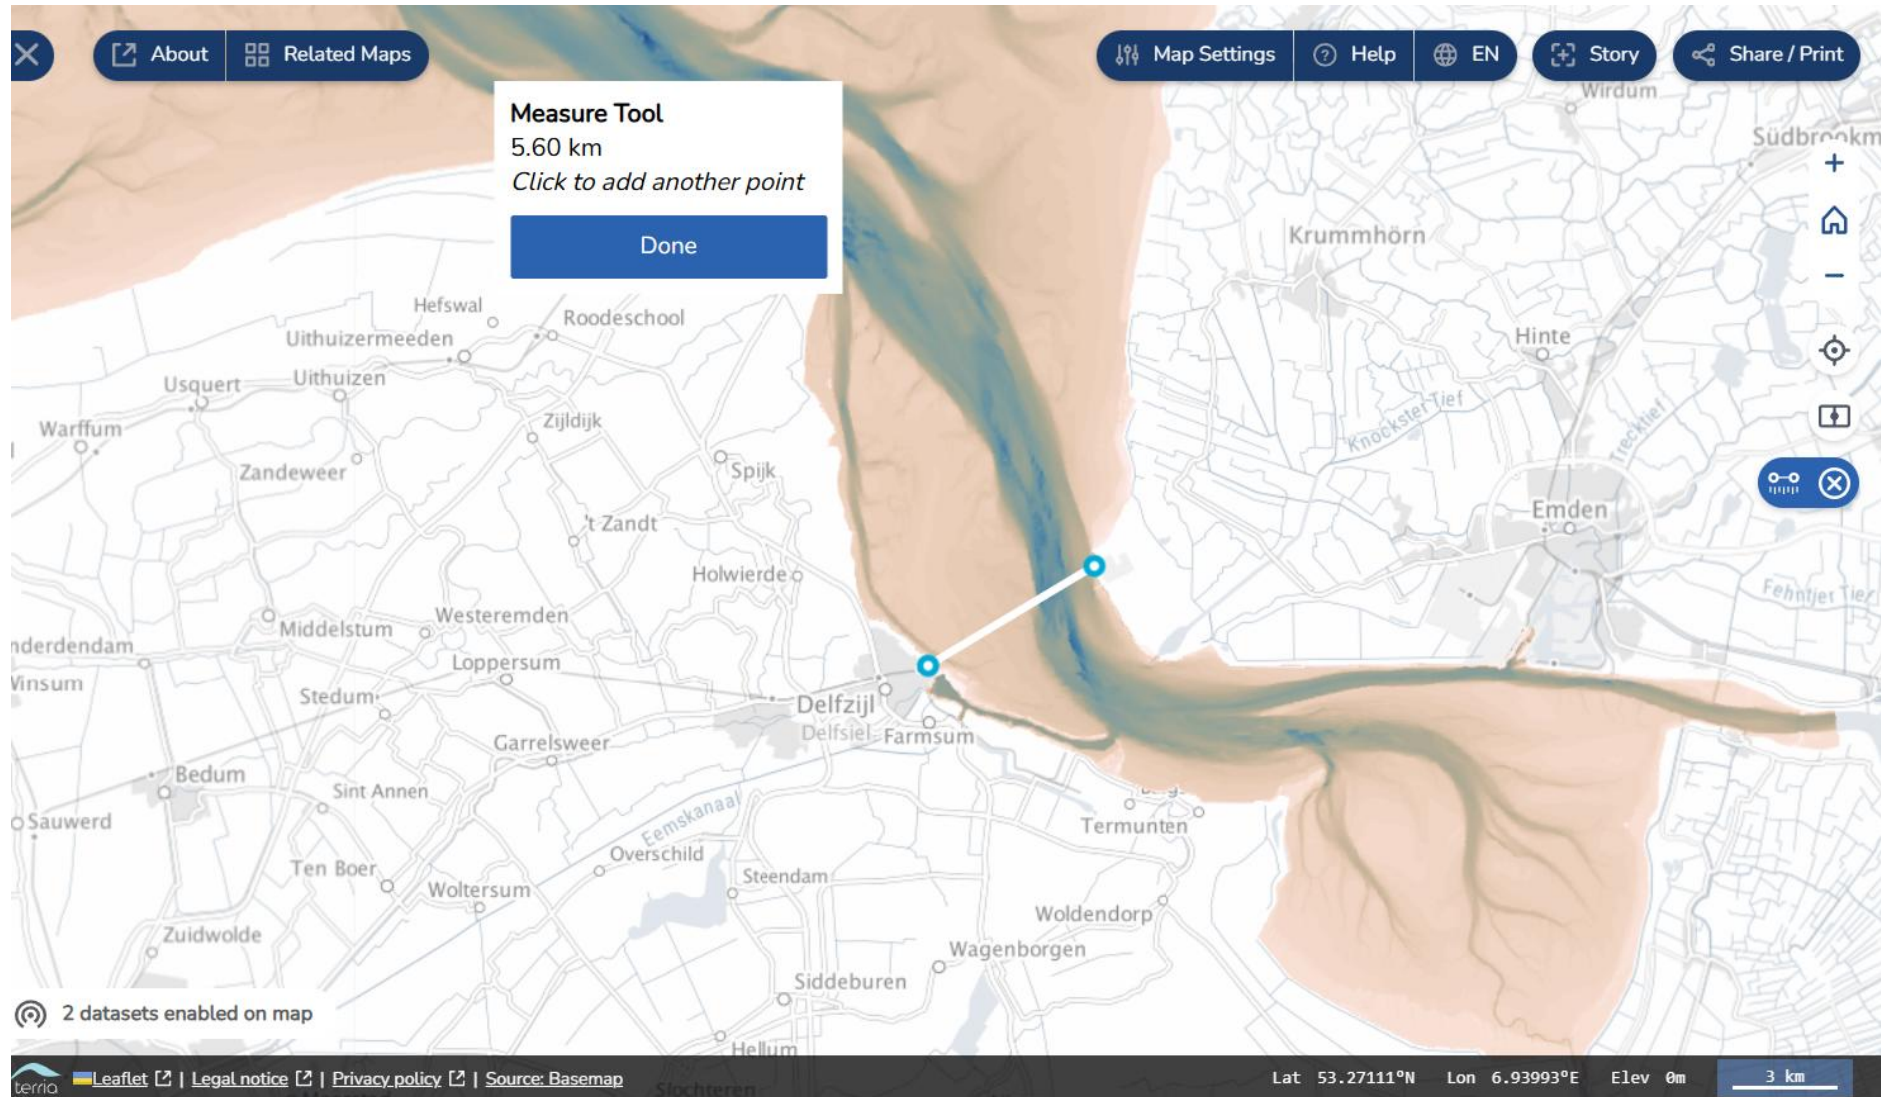 About
Related Maps
Map Settings
Help
EN
Story
Share / Print
Measure Tool
5.60 km
Click to add another point
Done
Wirdum
Krummhörn
Hinte
Hefswal
Roodeschool
Uithuizermeeden
Usquert
Uithuizen
Zijldijk
Warffum
Zandeweer
Spijk
Knockster Tief
Trecktief
't Zandt
Emden
Holwierde
Fehntjer Tief
Westeremden
Middelstum
nderdendam
Loppersum
Winsum
Stedum
Delfzijl
Delfsiel
Farmsum
Garrelsweer
Bedum
Sint Annen
Eemskanaal
Sauwerd
Termunten
Overschild
Ten Boer
Steendam
Woltersum
Woldendorp
Zuidwolde
Wagenborgen
Siddeburen
2 datasets enabled on map
Hellum
terria
Leaflet | Legal notice | Privacy policy | Source: Basemap
Lat 53.27111°N Lon 6.93993°E Elev 0m
3 km
Slochteren